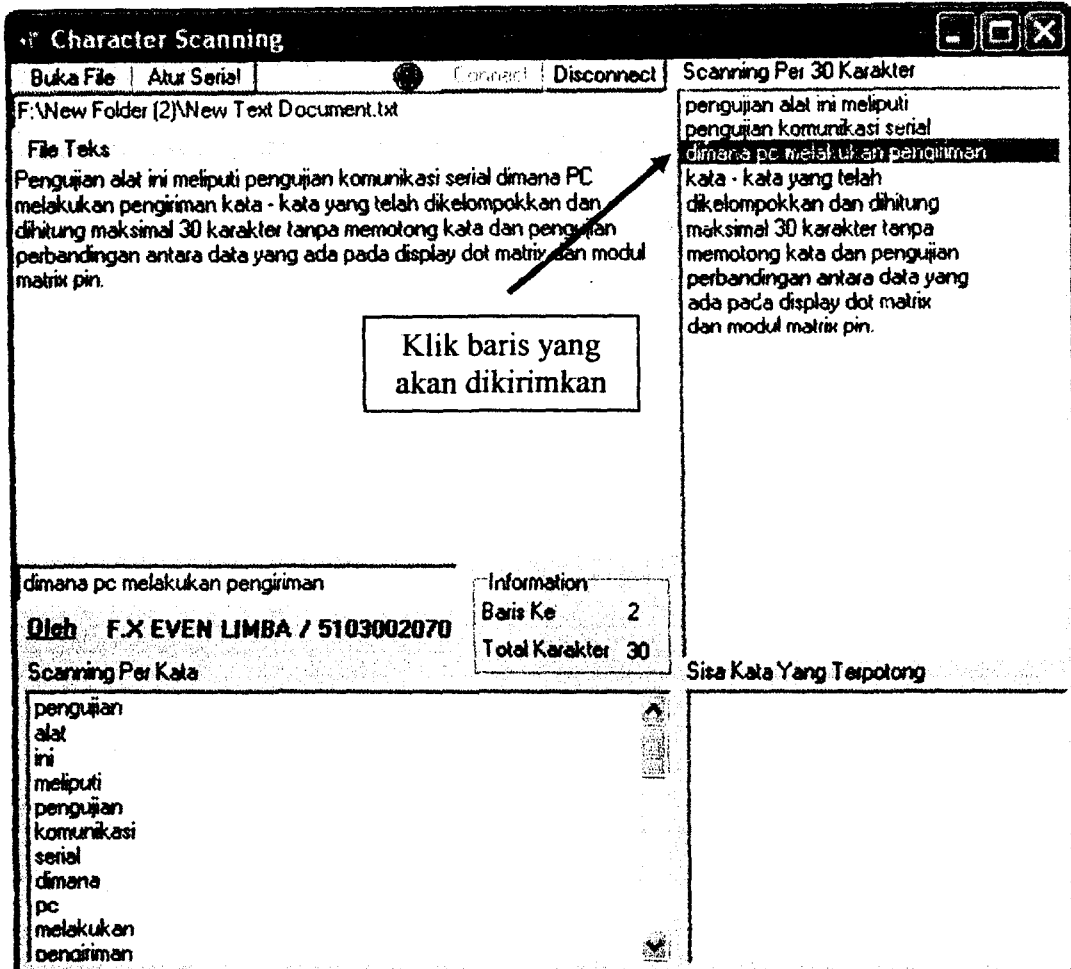 Character Scanning
Buka File Atur Serial Connect Disconnect
F:\New Folder (2)\New Text Document.txt
File Teks
Pengujian alat ini meliputi pengujian komunikasi serial dimana PC
melakukan pengiriman kata - kata yang telah dikelompokkan dan
dihitung maksimal 30 karakter tanpa memotong kata dan pengujian
perbandingan antara data yang ada pada display dot matrix dan modul
matrix pin.
Klik baris yang
akan dikirimkan
Scanning Per 30 Karakter
pengujian alat ini meliputi
pengujian komunikasi serial
dimana pc melakukan pengiriman
kata - kata yang telah
dikelompokkan dan dihitung
maksimal 30 karakter tanpa
memotong kata dan pengujian
perbandingan antara data yang
ada pada display dot matrix
dan modul matrix pin.
dimana pc melakukan pengiriman
Information
Baris Ke 2
Total Karakter 30
Oleh F.X EVEN LIMBA / 5103002070
Scanning Per Kata
pengujian
alat
ini
meliputi
pengujian
komunikasi
serial
dimana
pc
melakukan
pengiriman
Sisa Kata Yang Terpotong